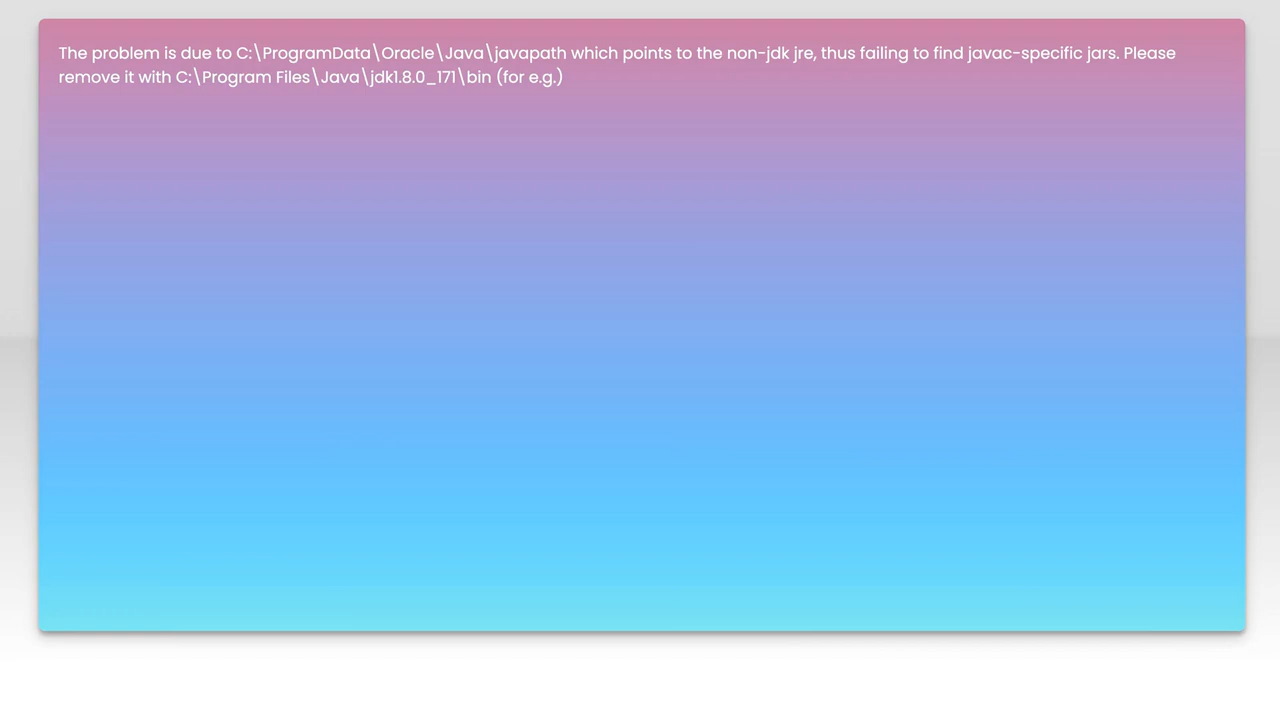 The problem is due to C:\ProgramData\Oracle\Java\javapath which points to the non-jdk jre, thus failing to find javac-specific jars. Please
remove it with C:\Program Files\Java\jdk1.8.0_171\bin (for e.g.)